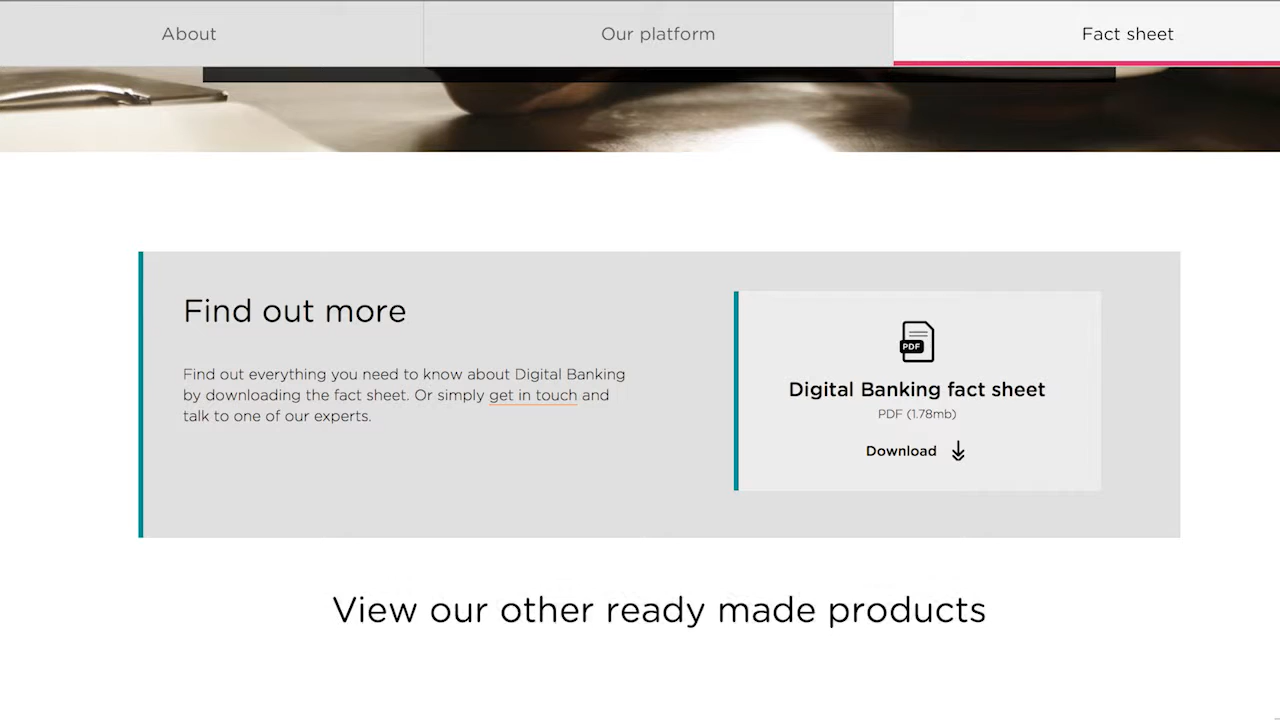 About
Our platform
Fact sheet
Find out more
Find out everything you need to know about Digital Banking
by downloading the fact sheet. Or simply get in touch and
talk to one of our experts.
PDF
Digital Banking fact sheet
PDF (1.78mb)
Download
View our other ready made products